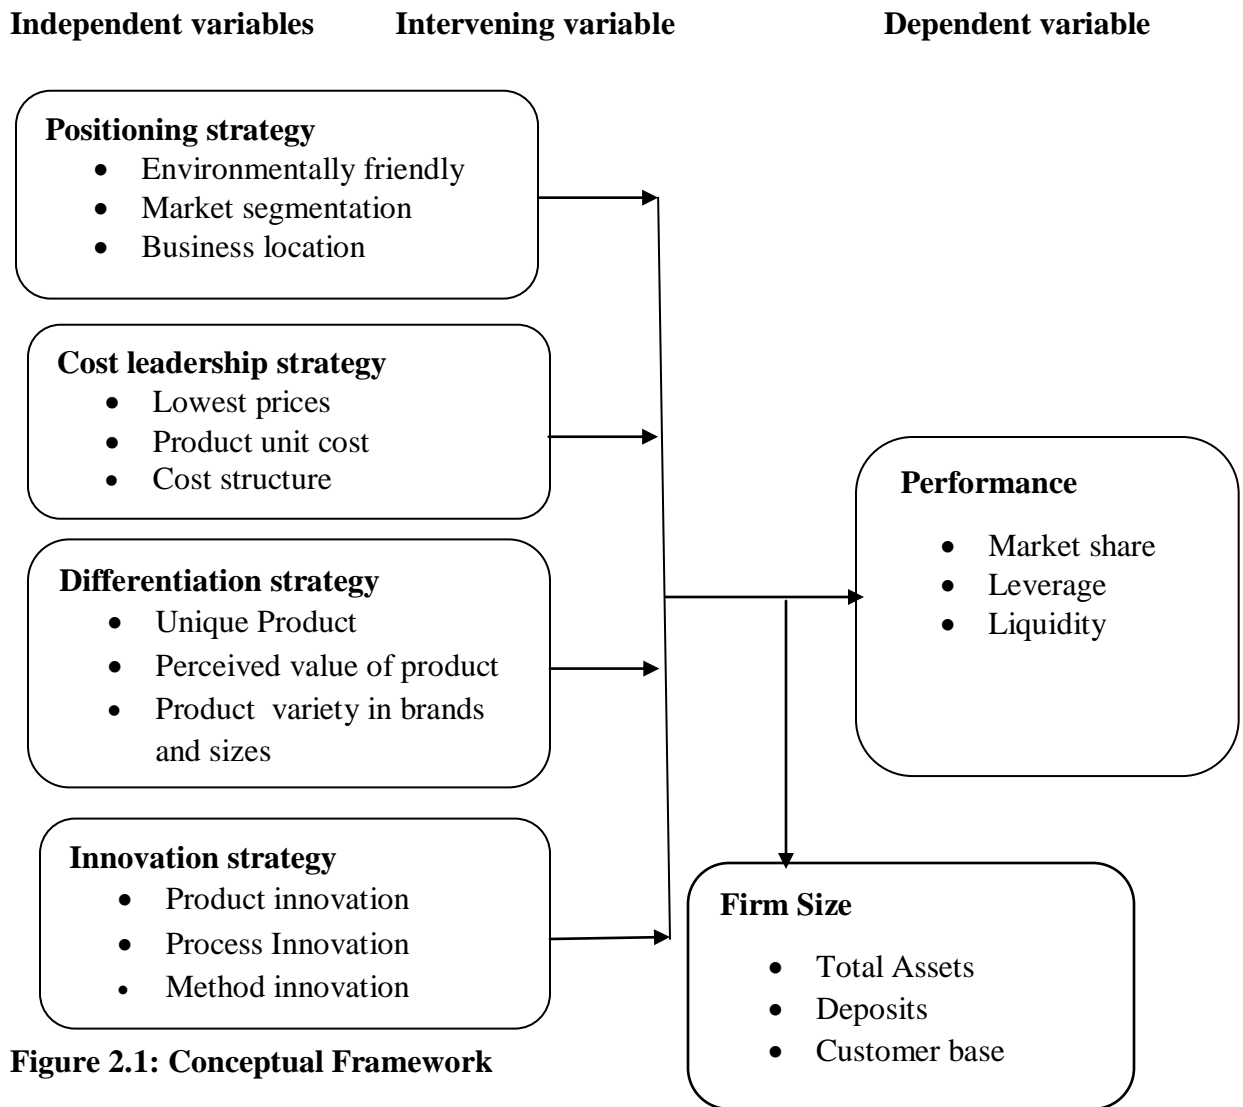 Independent variables Intervening variable Dependent variable
Positioning strategy
• Environmentally friendly
• Market segmentation
• Business location
Cost leadership strategy
• Lowest prices
• Product unit cost
• Cost structure
Differentiation strategy
• Unique Product
• Perceived value of product
• Product variety in brands
and sizes
Innovation strategy
• Product innovation
• Process Innovation
• Method innovation
Performance
• Market share
• Leverage
• Liquidity
Firm Size
• Total Assets
• Deposits
• Customer base
Figure 2.1: Conceptual Framework